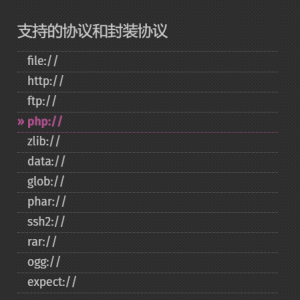 支持的协议和封装协议
file://
http://
ftp://
» php://
zlib://
data://
glob://
phar://
ssh2://
rar://
ogg://
expect://